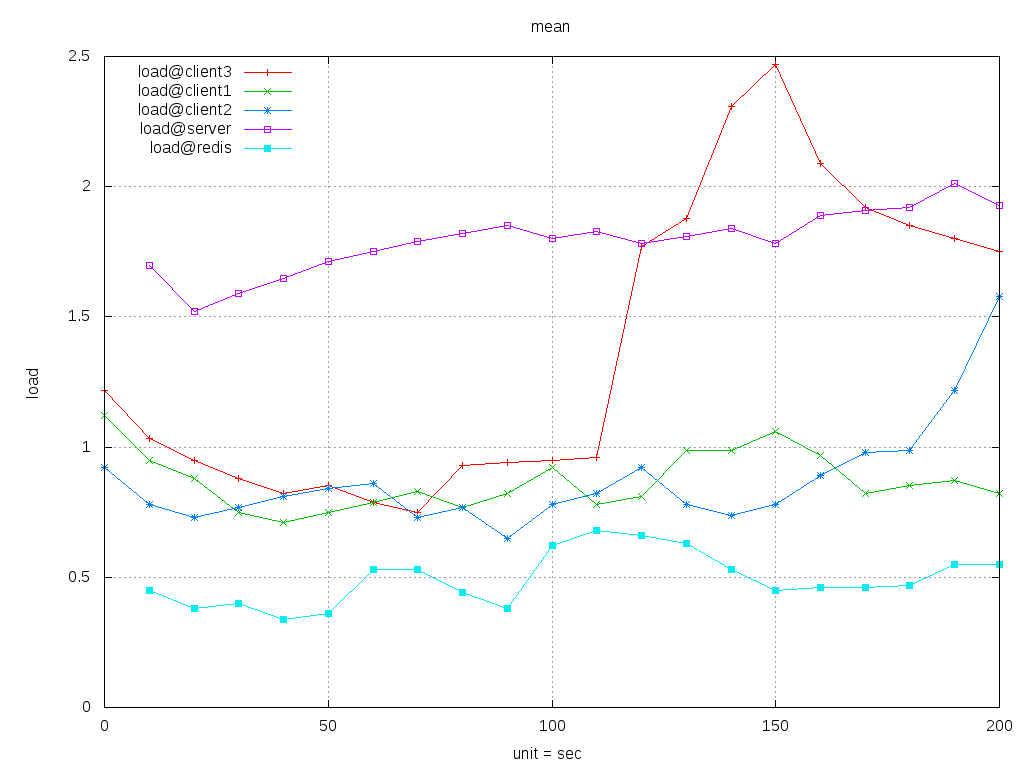 mean
2.5
2
1.5
1
0.5
0
load
load@client3
load@client1
load@client2
load@server
load@redis
0 50 100 150 200
unit = sec